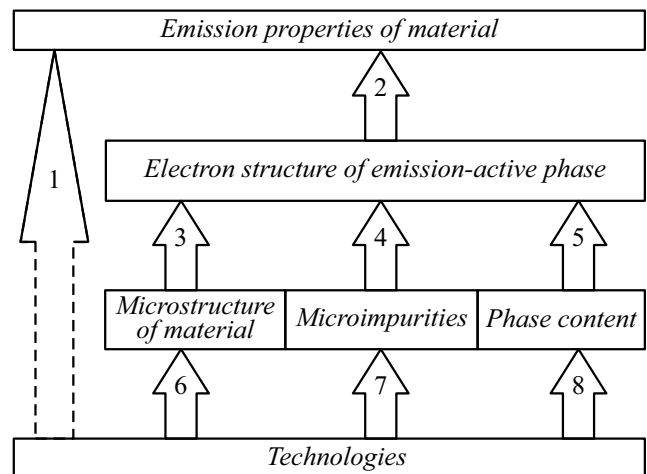 Emission properties of material
2
1
Electron structure of emission-active phase
3
4
5
Microstructure
of material
Microimpurities
Phase content
6
7
8
Technologies